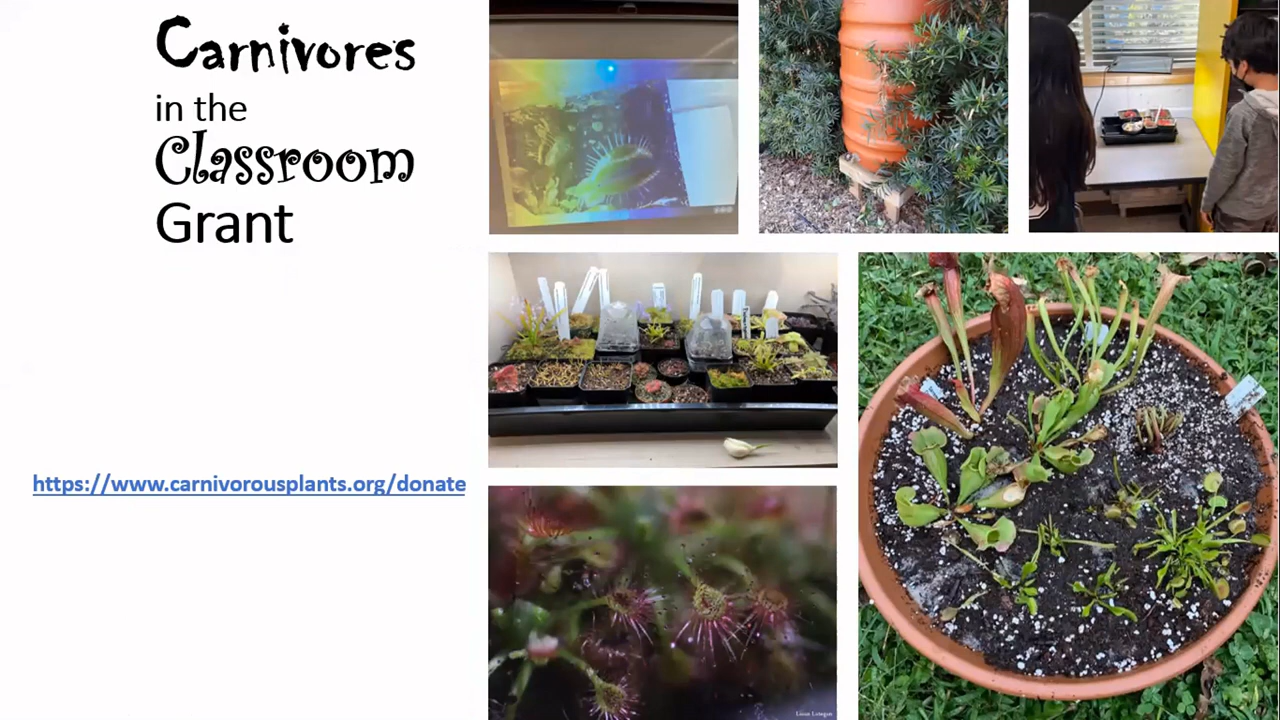 Carnivores
in the
Classroom
Grant
https://www.carnivorousplants.org/donate